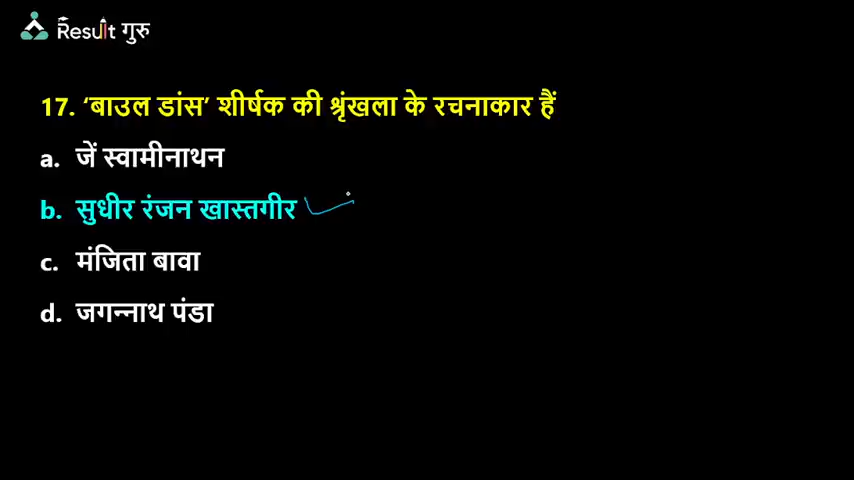 Result गुरु
17. ‘बाउल डांस’ शीर्षक की श्रृंखला के रचनाकार हैं
a. जें स्वामीनाथन
b. सुधीर रंजन खास्तगीर
c. मंजिता बावा
d. जगन्नाथ पंडा